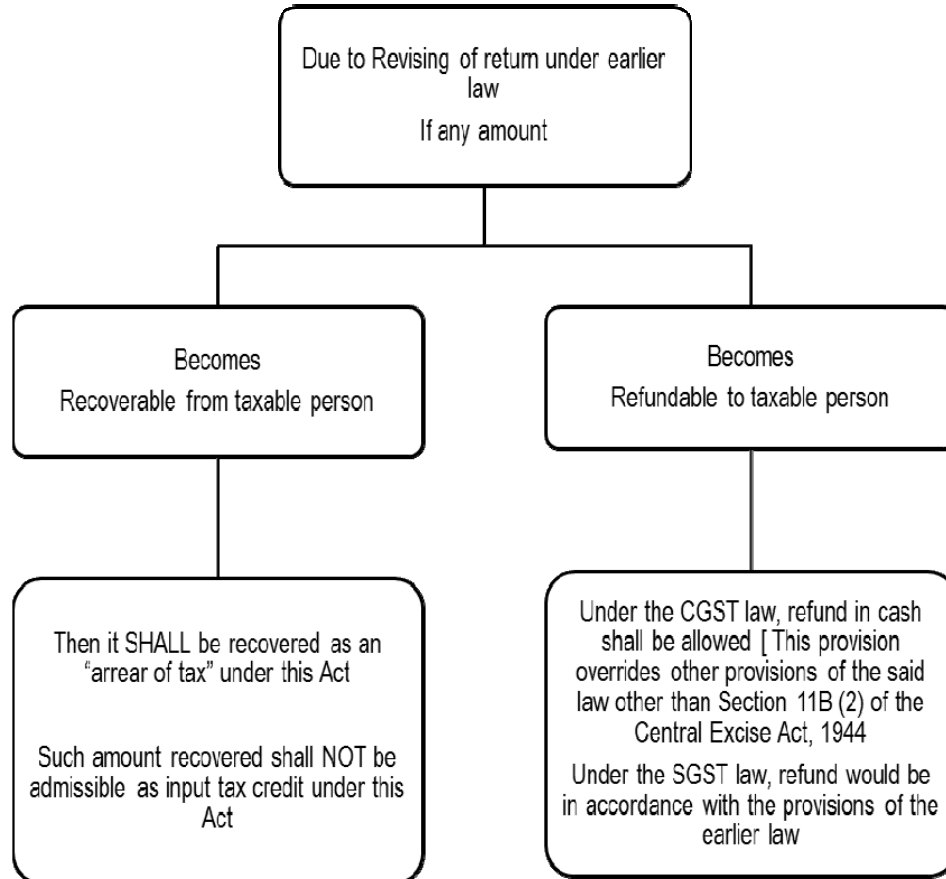 Due to Revising of return under earlier
law
If any amount
Becomes
Recoverable from taxable person
Becomes
Refundable to taxable person
Then it SHALL be recovered as an
“arrear of tax” under this Act
Such amount recovered shall NOT be
admissible as input tax credit under this
Act
Under the CGST law, refund in cash
shall be allowed [ This provision
overrides other provisions of the said
law other than Section 11B (2) of the
Central Excise Act, 1944
Under the SGST law, refund would be
in accordance with the provisions of the
earlier law